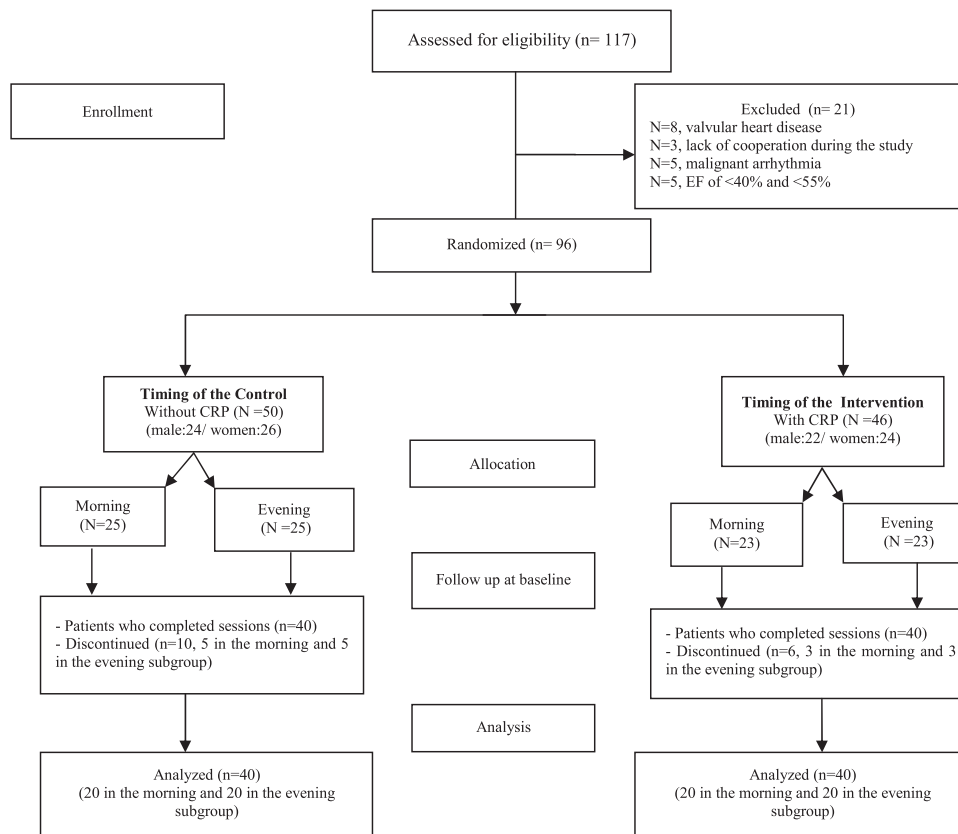 Assessed for eligibility (n= 117)
Enrollment
Excluded (n= 21)
N=8, valvular heart disease
N=3, lack of cooperation during the study
N=5, malignant arrhythmia
N=5, EF of <40% and <55%
Randomized (n= 96)
Timing of the Control
Without CRP (N =50)
(male:24/ women:26)
Timing of the Intervention
With CRP (N =46)
(male:22/ women:24)
Allocation
Morning
(N=25)
Evening
(N =25)
Morning
(N=23)
Evening
(N =23)
Follow up at baseline
- Patients who completed sessions (n=40)
- Discontinued (n=10, 5 in the morning and 5
in the evening subgroup)
- Patients who completed sessions (n=40)
- Discontinued (n=6, 3 in the morning and 3
in the evening subgroup)
Analysis
Analyzed (n=40)
(20 in the morning and 20 in the evening
subgroup)
Analyzed (n=40)
(20 in the morning and 20 in the evening
subgroup)